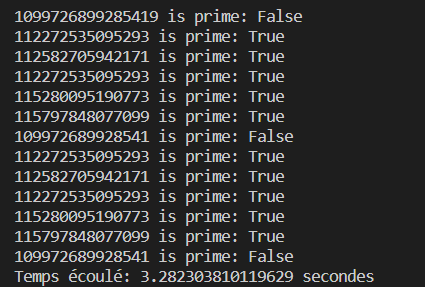 1099726899285419 is prime: False
112272535095293 is prime: True
112582705942171 is prime: True
112272535095293 is prime: True
115280095190773 is prime: True
115797848077099 is prime: True
109972689928541 is prime: False
112272535095293 is prime: True
112582705942171 is prime: True
112272535095293 is prime: True
115280095190773 is prime: True
115797848077099 is prime: True
109972689928541 is prime: False
Temps écoulé: 3.282303810119629 secondes